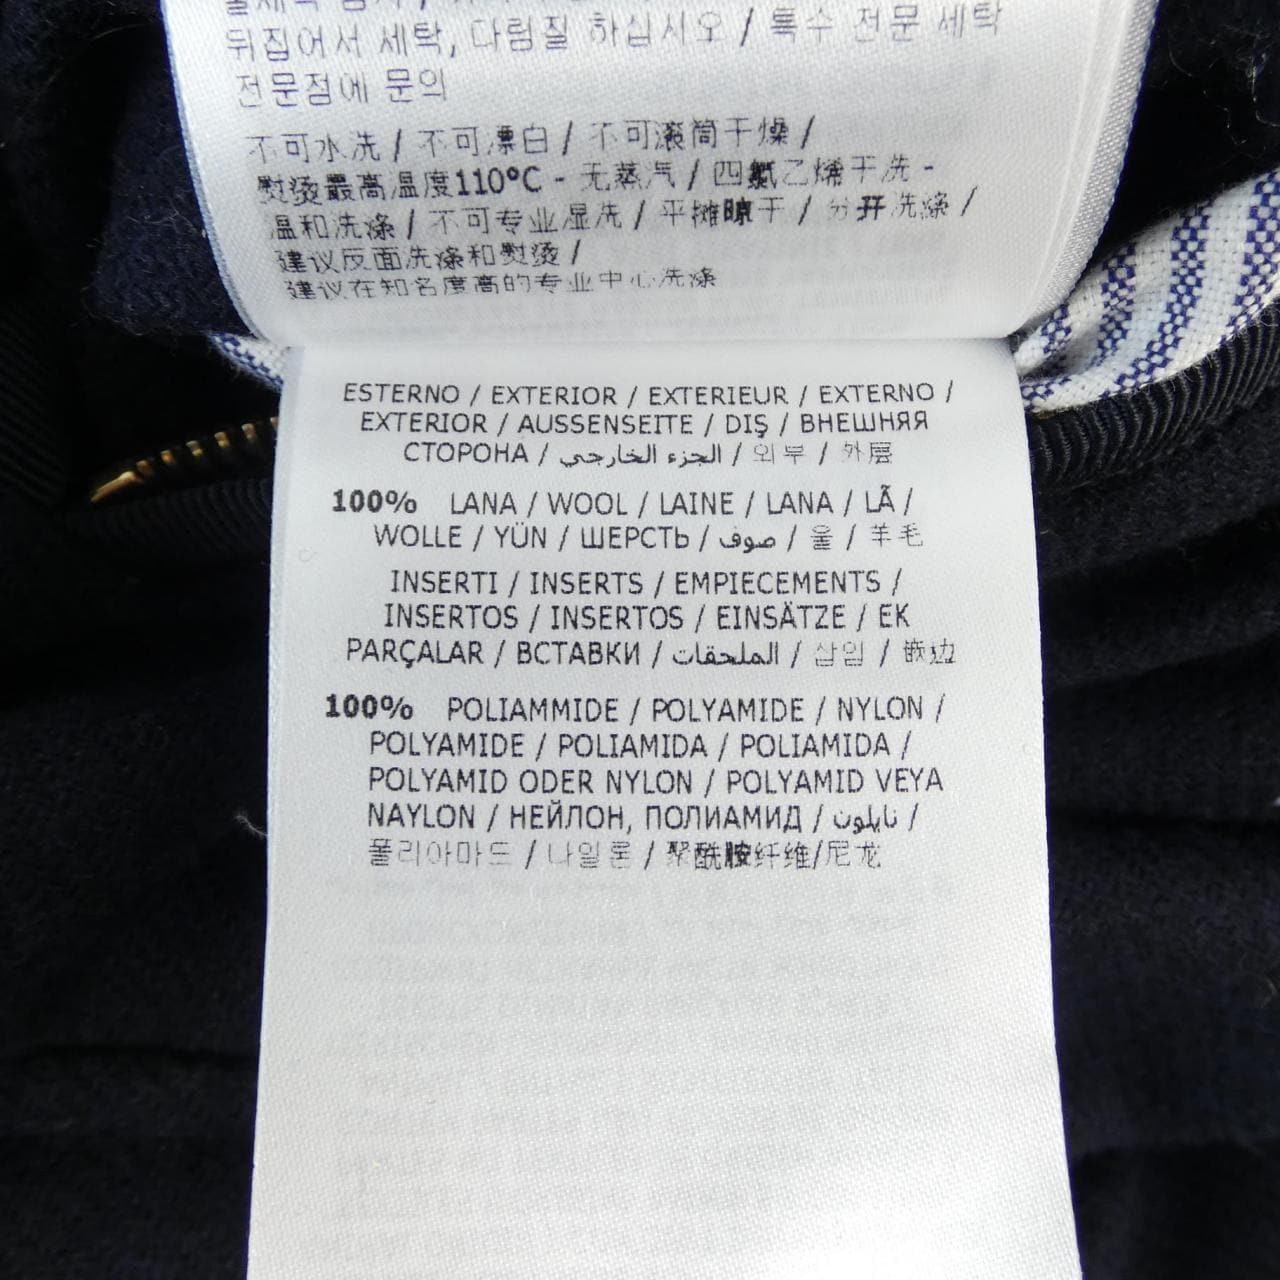 뒤집어서 세탁, 다림질 하십시오 / 특수 전문 세탁
전문점에 문의
不可水洗 / 不可漂白 / 不可滚筒干燥 /
熨烫最高温度110°C - 无蒸汽 / 四氯乙烯干洗 -
温和洗涤 / 不可专业湿洗 / 平摊晾干 / 分开洗涤 /
建议反面洗涤和熨烫 /
建议在知名度高的专业中心洗涤
ESTERNO / EXTERIOR / EXTERIEUR / EXTERNO /
EXTERIOR / AUSSENSEITE / DIŞ / ВНЕШНЯЯ
СТОРОНА / الجزء الخارجي / 외부 / 外层
100% LANA / WOOL / LAINE / LANA / LÃ /
WOLLE / YÜN / ШЕРСТЬ / صوف / 울 / 羊毛
INSERTI / INSERTS / EMPIECEMENTS /
INSERTOS / INSERTOS / EINSÄTZE / EK
PARÇALAR / ВСТАВКИ / الملحقات / 삽입 / 嵌边
100% POLIAMMIDE / POLYAMIDE / NYLON /
POLYAMIDE / POLIAMIDA / POLIAMIDA /
POLYAMID ODER NYLON / POLYAMID VEYA
NAYLON / НЕЙЛОН, ПОЛИАМИД / نايلون /
폴리아마드 / 나일론 / 聚酰胺纤维/尼龙